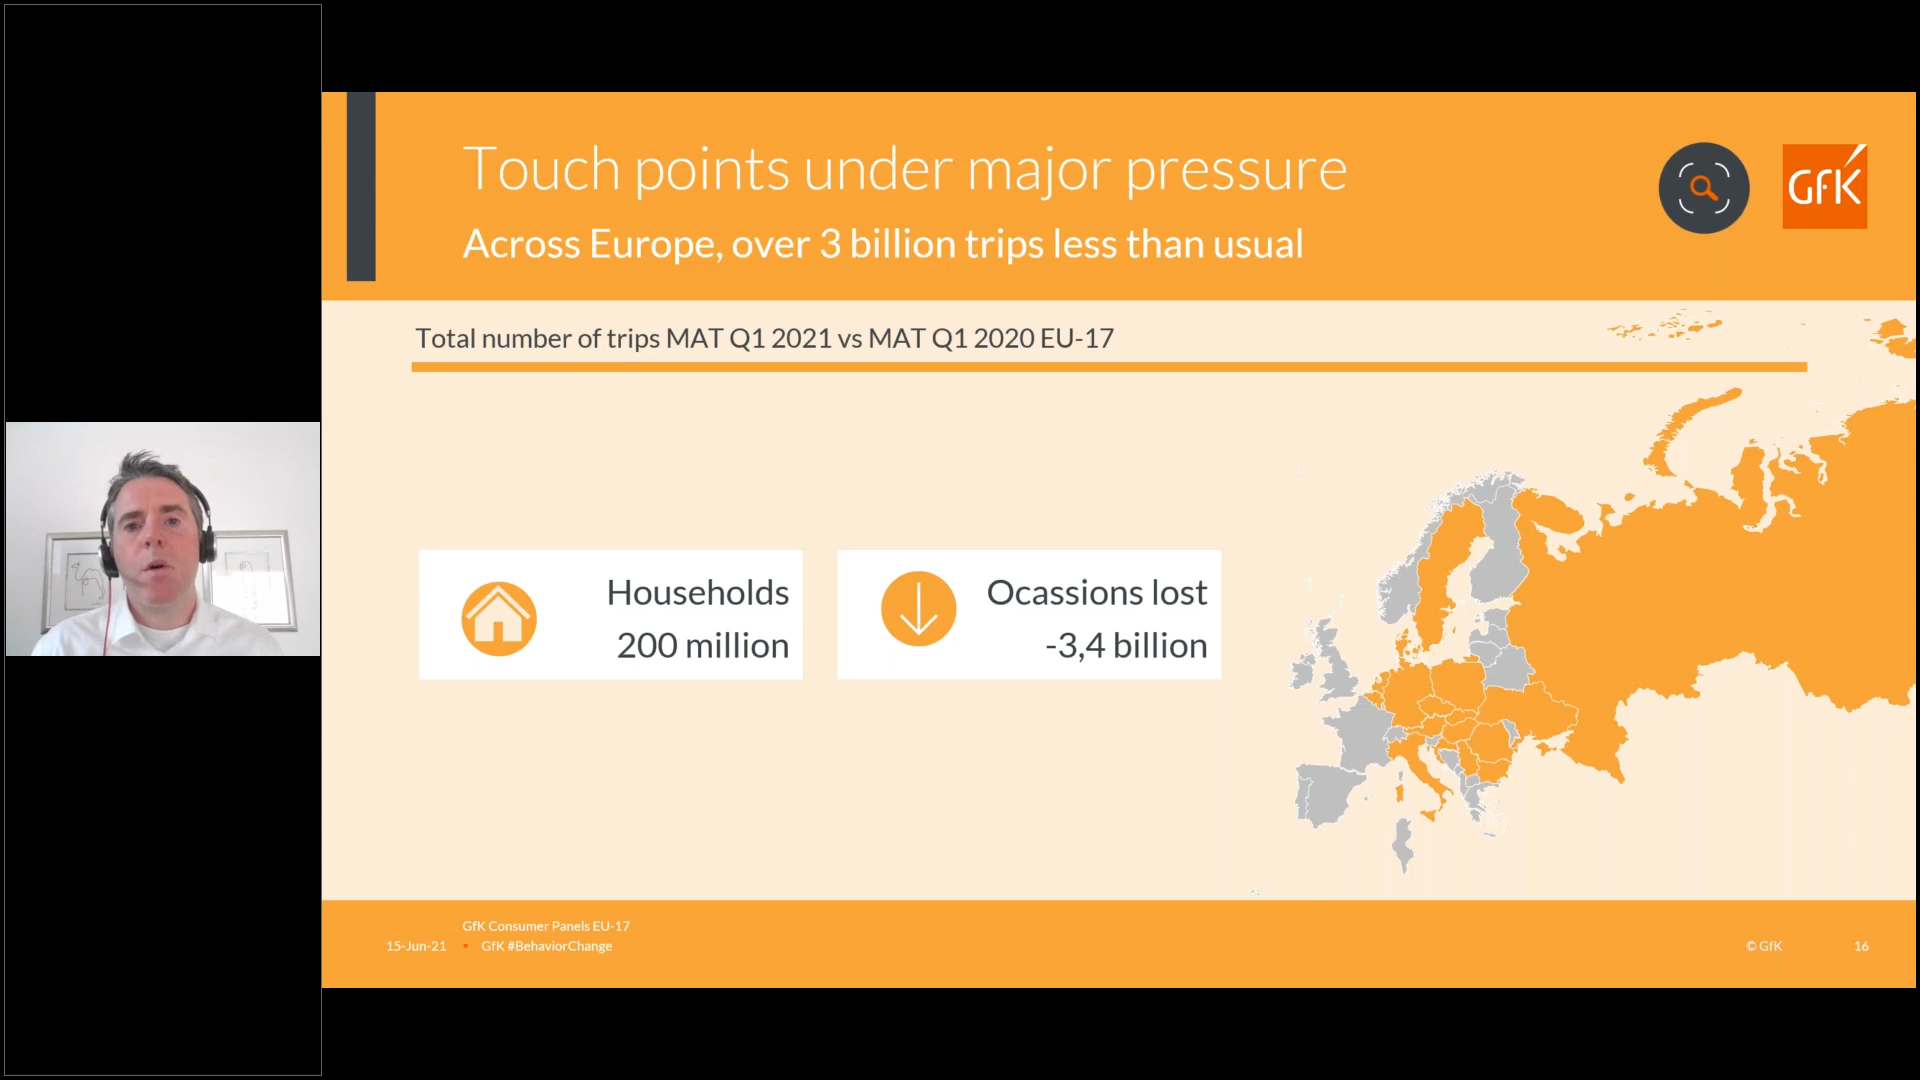 Touch points under major pressure
Across Europe, over 3 billion trips less than usual
GfK
Total number of trips MAT Q1 2021 vs MAT Q1 2020 EU-17
Households
200 million
Ocassions lost
-3,4 billion
GfK Consumer Panels EU-17
15-Jun-21 ▪ GfK #BehaviorChange
© GfK 16